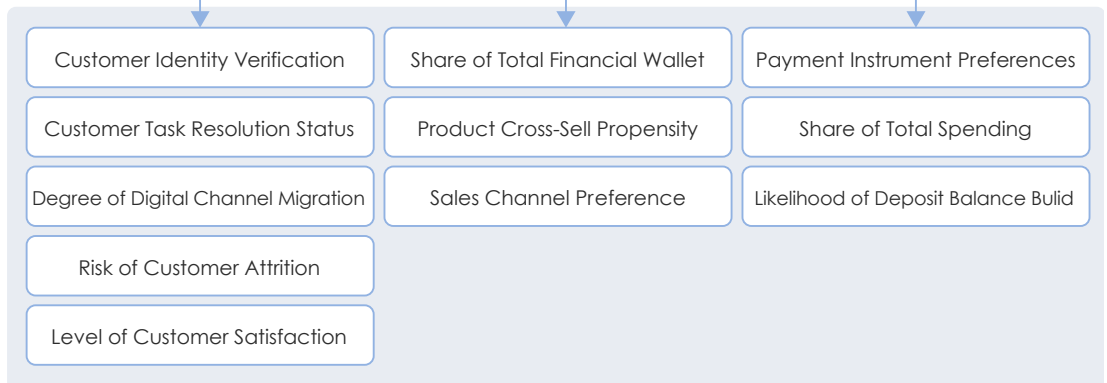 Customer Identity Verification
Customer Task Resolution Status
Degree of Digital Channel Migration
Risk of Customer Attrition
Level of Customer Satisfaction
Share of Total Financial Wallet
Product Cross-Sell Propensity
Sales Channel Preference
Payment Instrument Preferences
Share of Total Spending
Likelihood of Deposit Balance Bulid